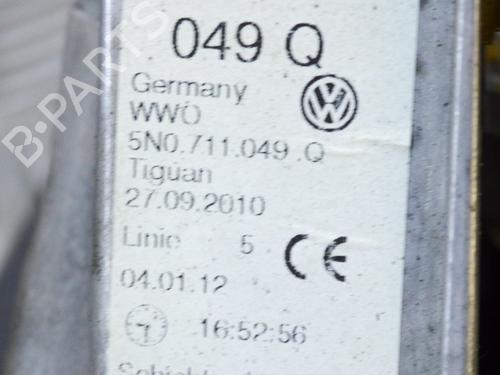 049 Q
Germany
WWO
5N0.711.049 .Q
Tiguan
27.09.2010
Linie 5 CE
04.01.12
16:52:56
B-PARTS